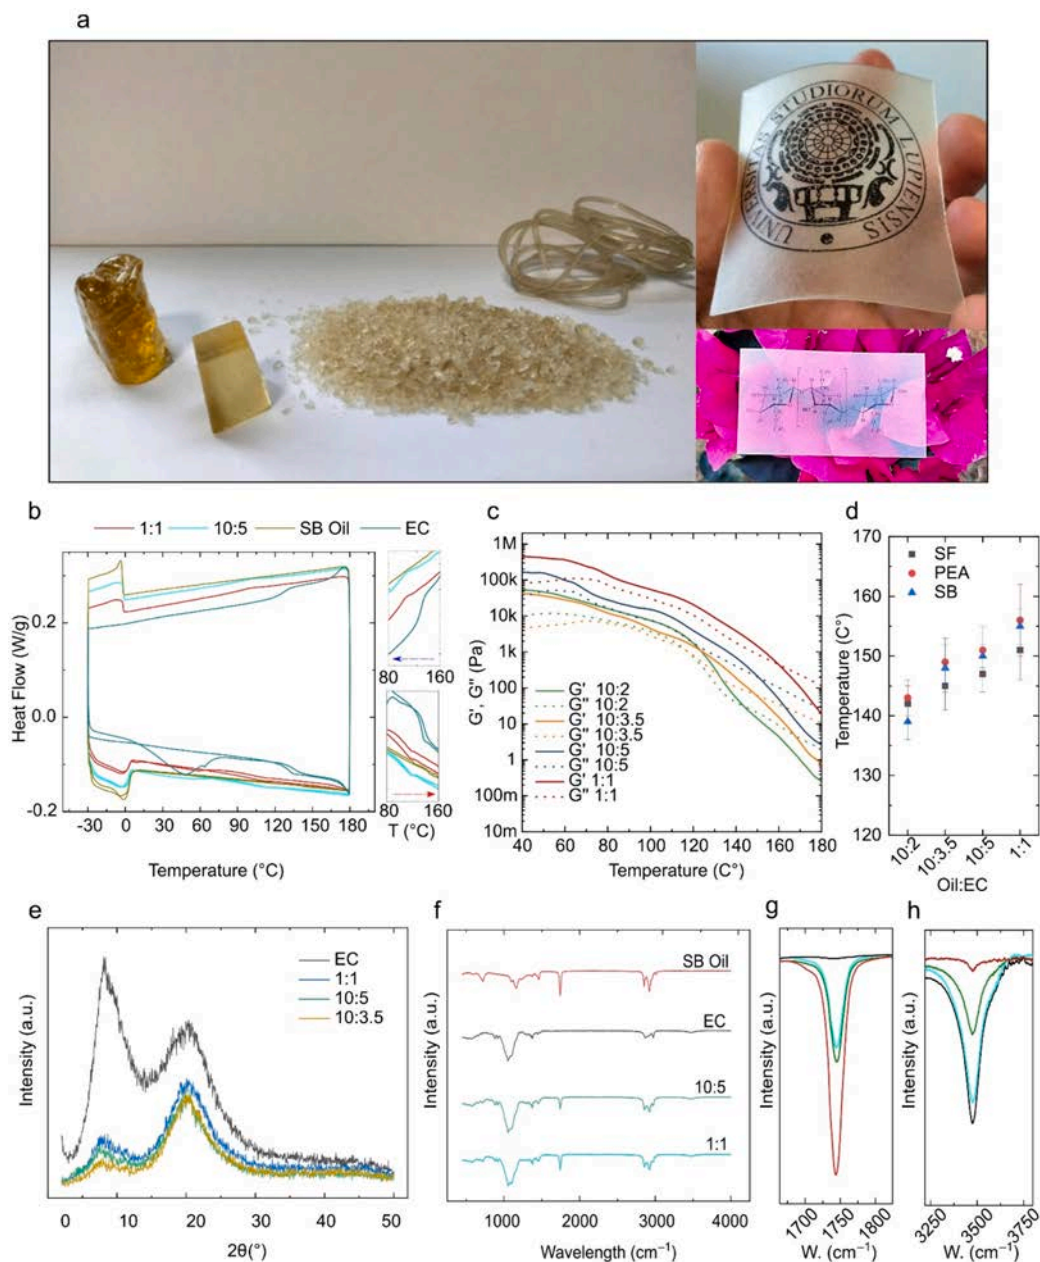 a
UNIVERSITAS STUDIORUM LUPIENSIS
b
1:1
10:5
SB Oil
EC
Heat Flow (W/g)
0.2
0.0
-0.2
-30 0 30 60 90 120 150 180
Temperature (°C)
80 160
80 160
T (°C)
c
G', G" (Pa)
1M
100k
10k
1k
100
10
1
100m
10m
G' 10:2
G" 10:2
G' 10:3.5
G" 10:3.5
G' 10:5
G" 10:5
G' 1:1
G" 1:1
40 60 80 100 120 140 160 180
Temperature (C°)
d
SF
PEA
SB
Temperature (C°)
170
160
150
140
130
120
10:2 10:3.5 10:5 1:1
Oil:EC
e
EC
1:1
10:5
10:3.5
Intensity (a.u.)
0 10 20 30 40 50
2θ(°)
f
SB Oil
EC
10:5
1:1
Intensity (a.u.)
1000 2000 3000 4000
Wavelength (cm⁻¹)
g
Intensity (a.u.)
1700 1750 1800
W. (cm⁻¹)
h
Intensity (a.u.)
3250 3500 3750
W. (cm⁻¹)